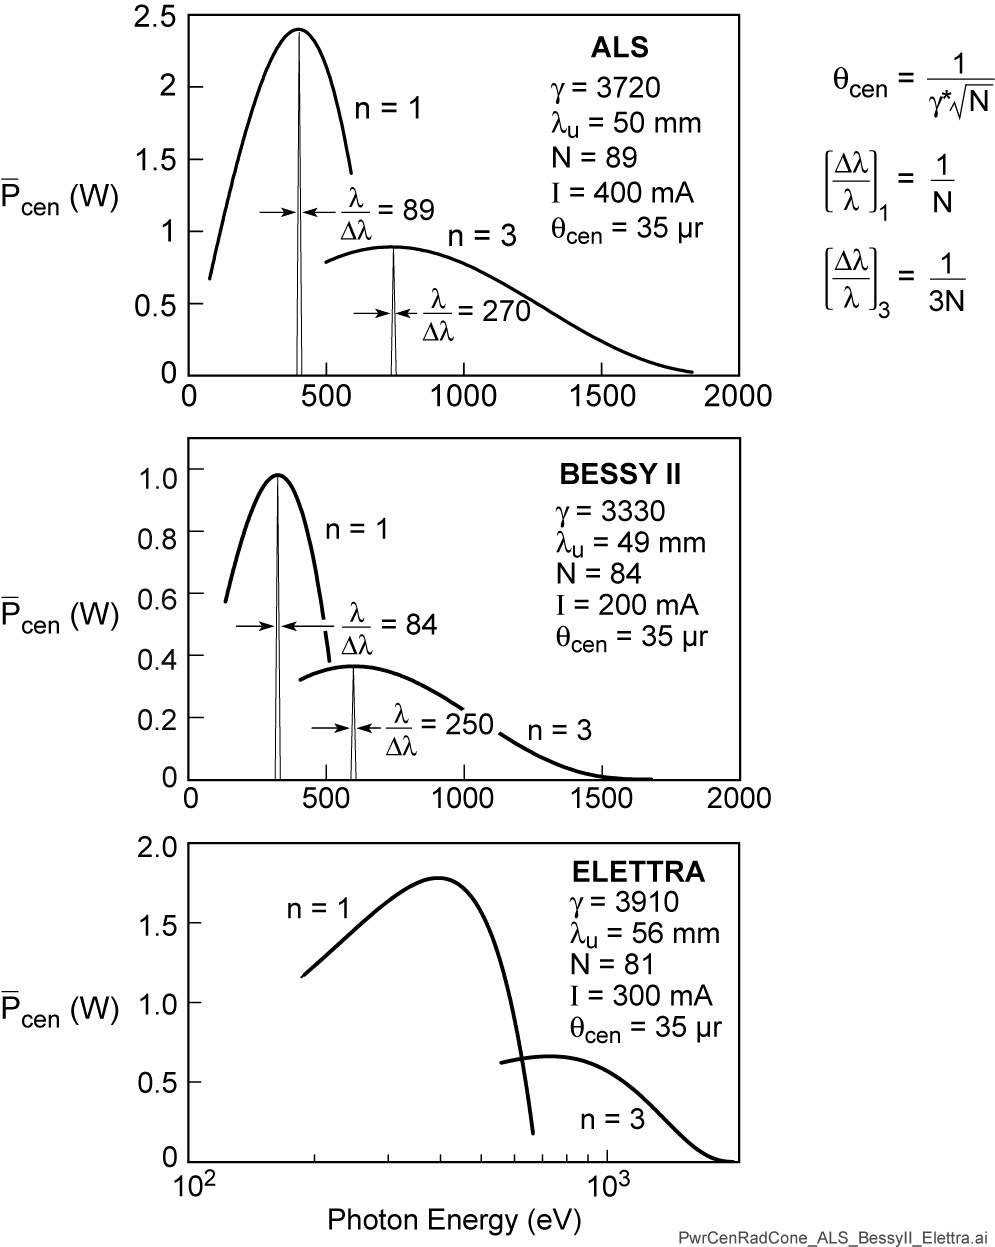 2.5
2
1.5
1
0.5
0
P̅cen (W)
ALS
γ = 3720
λu = 50 mm
N = 89
I = 400 mA
θcen = 35 µr
n = 1
λ/Δλ = 89
n = 3
λ/Δλ = 270
0 500 1000 1500 2000
θcen = 1/(γ*√N)
[Δλ/λ]1 = 1/N
[Δλ/λ]3 = 1/3N
1.0
0.8
0.6
0.4
0.2
0
P̅cen (W)
BESSY II
γ = 3330
λu = 49 mm
N = 84
I = 200 mA
θcen = 35 µr
n = 1
λ/Δλ = 84
λ/Δλ = 250
n = 3
0 500 1000 1500 2000
2.0
1.5
1.0
0.5
0
P̅cen (W)
ELETTRA
γ = 3910
λu = 56 mm
N = 81
I = 300 mA
θcen = 35 µr
n = 1
n = 3
10² 10³
Photon Energy (eV)
PwrCenRadCone_ALS_BessyII_Elettra.ai